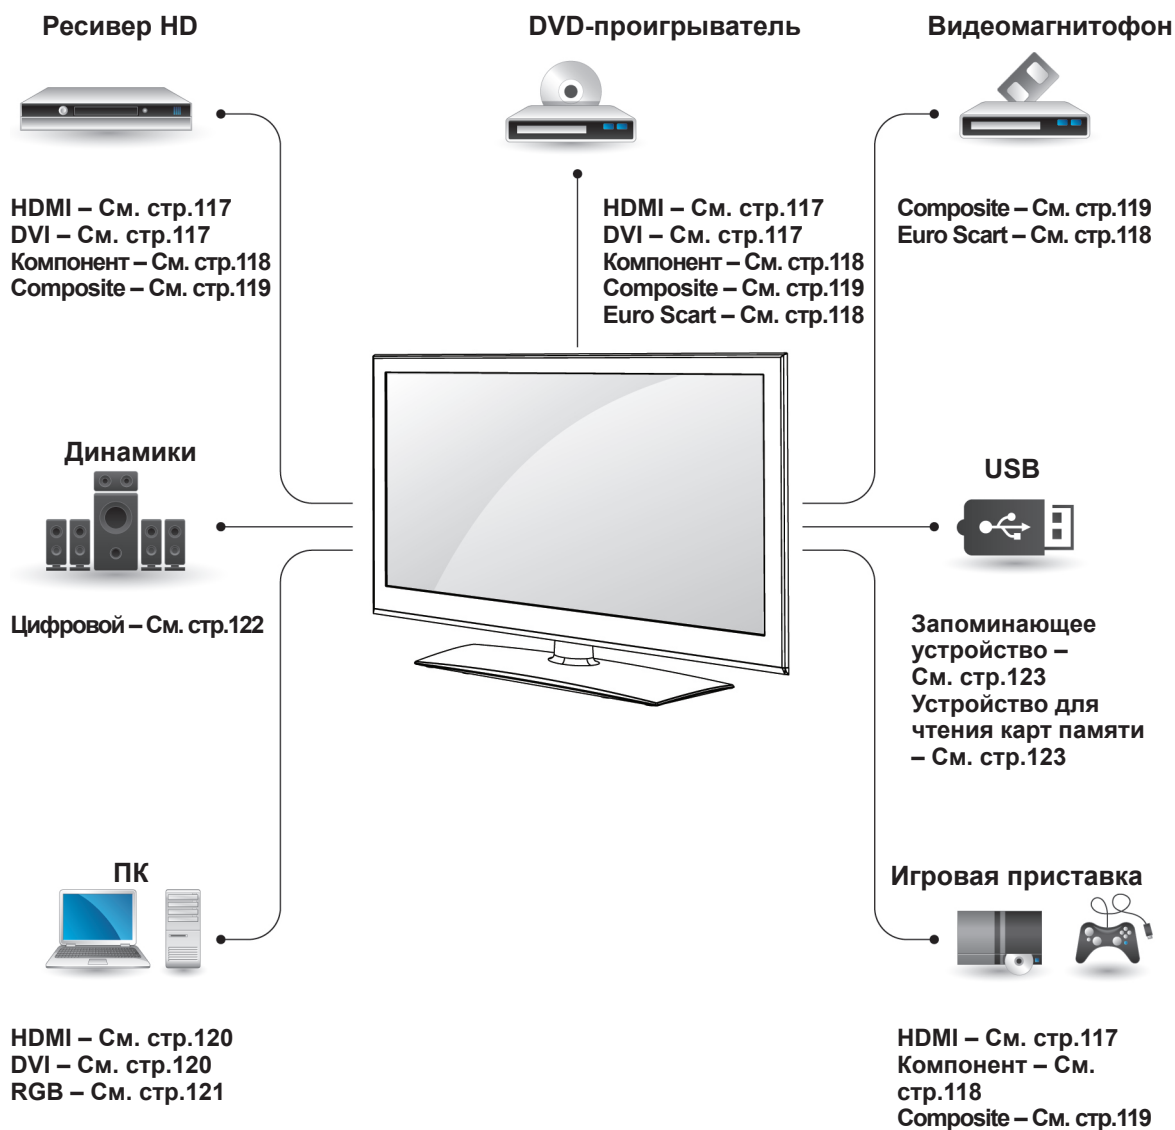 Ресивер HD
HDMI – См. стр.117
DVI – См. стр.117
Компонент – См. стр.118
Composite – См. стр.119
DVD-проигрыватель
HDMI – См. стр.117
DVI – См. стр.117
Компонент – См. стр.118
Composite – См. стр.119
Euro Scart – См. стр.118
Видеомагнитофон
Composite – См. стр.119
Euro Scart – См. стр.118
Динамики
Цифровой – См. стр.122
USB
Запоминающее
устройство –
См. стр.123
Устройство для
чтения карт памяти
– См. стр.123
ПК
HDMI – См. стр.120
DVI – См. стр.120
RGB – См. стр.121
Игровая приставка
HDMI – См. стр.117
Компонент – См.
стр.118
Composite – См. стр.119